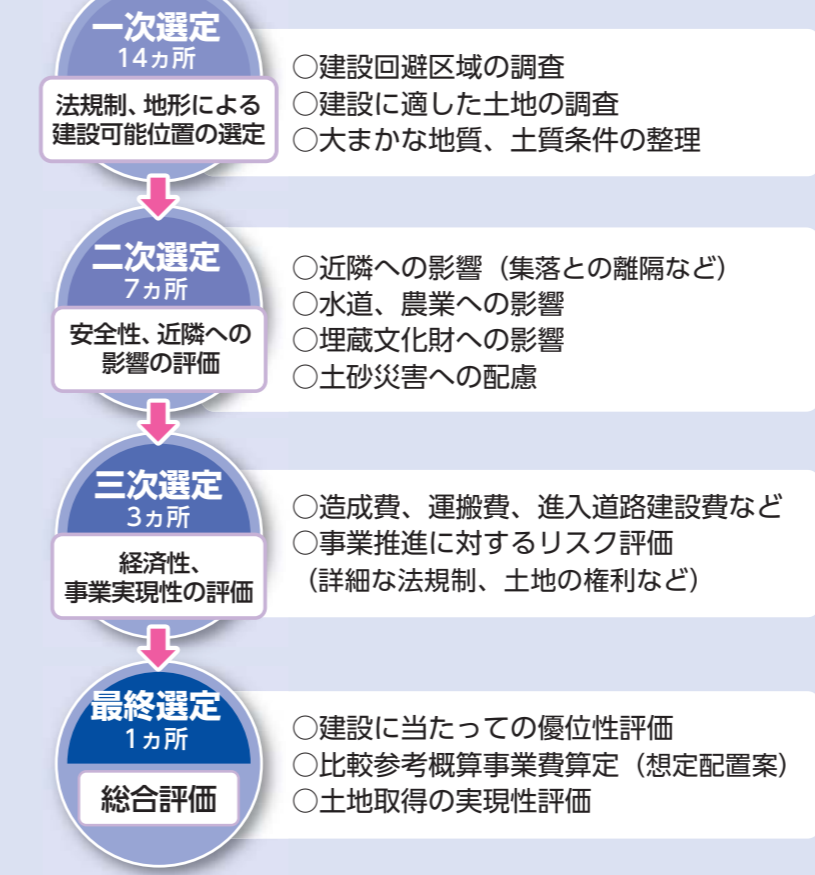 一次選定
14ヵ所
法規制、地形による
建設可能位置の選定
○建設回避区域の調査
○建設に適した土地の調査
○大まかな地質、土質条件の整理
二次選定
7ヵ所
安全性、近隣への
影響の評価
○近隣への影響（集落との離隔など）
○水道、農業への影響
○埋蔵文化財への影響
○土砂災害への配慮
三次選定
3ヵ所
経済性、
事業実現性の評価
○造成費、運搬費、進入道路建設費など
○事業推進に対するリスク評価
（詳細な法規制、土地の権利など）
最終選定
1ヵ所
総合評価
○建設に当たっての優位性評価
○比較参考概算事業費算定（想定配置案）
○土地取得の実現性評価